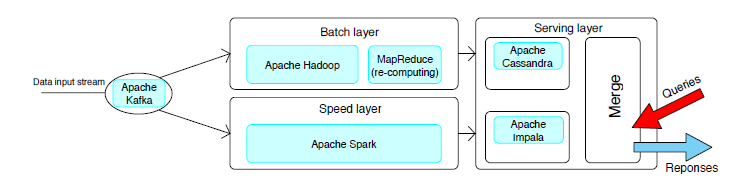 Data input stream
Apache
Kafka
Batch layer
Apache Hadoop
MapReduce
(re-computing)
Speed layer
Apache Spark
Serving layer
Apache
Cassandra
Apache
Impala
Merge
Queries
Reponses